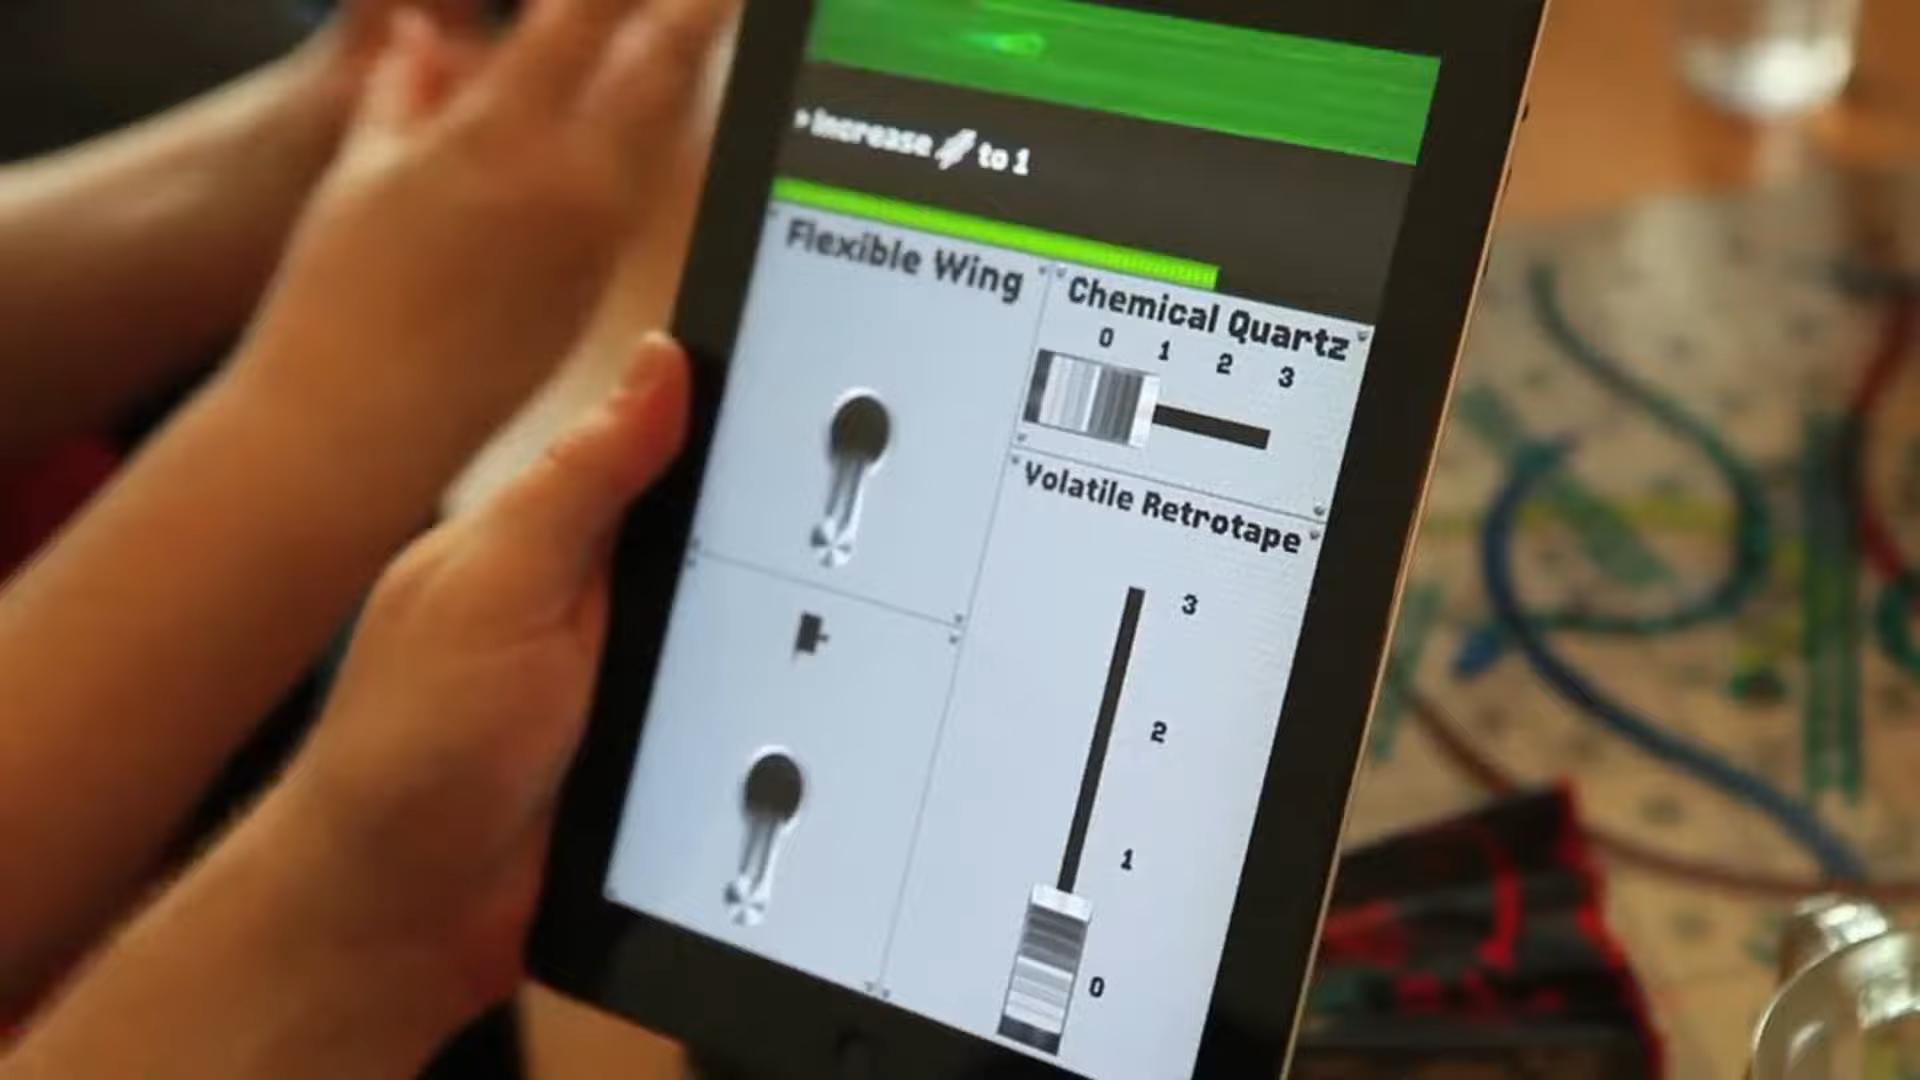 Increase to 1
Flexible Wing
Chemical Quartz
0 1 2 3
Volatile Retrotape
3
2
1
0